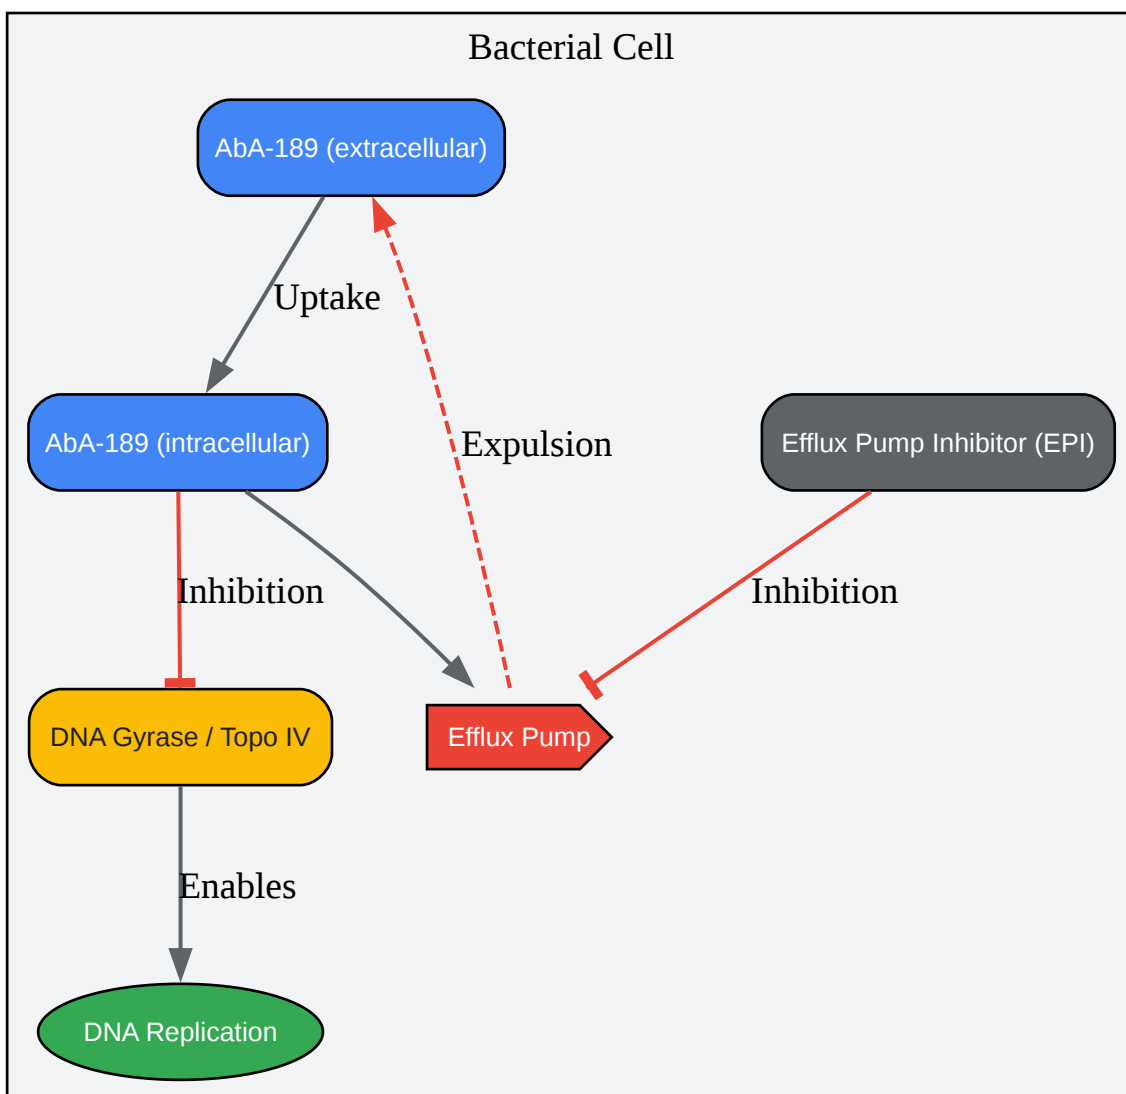 Bacterial Cell
AbA-189 (extracellular)
Uptake
AbA-189 (intracellular)
Expulsion
Efflux Pump Inhibitor (EPI)
Inhibition
Inhibition
DNA Gyrase / Topo IV
Efflux Pump
Enables
DNA Replication